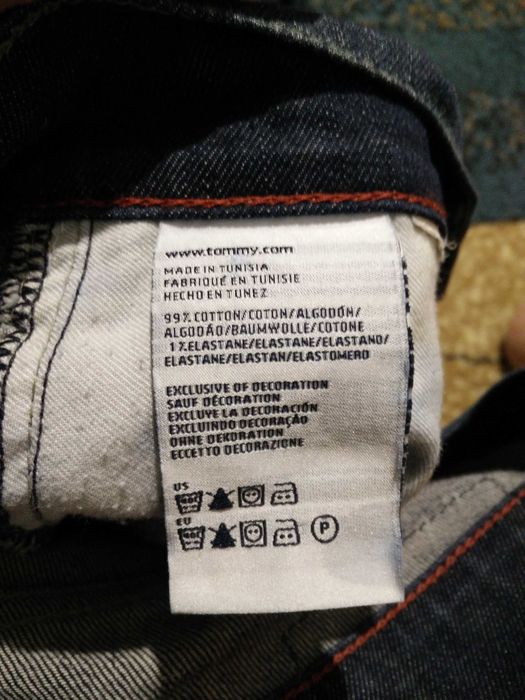 www.tommy.com
MADE IN TUNISIA
FABRIQUÉ EN TUNISIE
HECHO EN TUNEZ
99% COTTON/COTON/ALGODÓN/
ALGODÃO/BAUMWOLLE/COTONE
1%ELASTANE/ELASTANE/ELASTANO/
ELASTANE/ELASTAN/ELASTOMERO
EXCLUSIVE OF DECORATION
SAUF DÉCORATION
EXCLUYE LA DECORACIÓN
EXCLUINDO DECORAÇÃO
OHNE DEKORATION
ECCETTO DECORAZIONE
US
EU
P